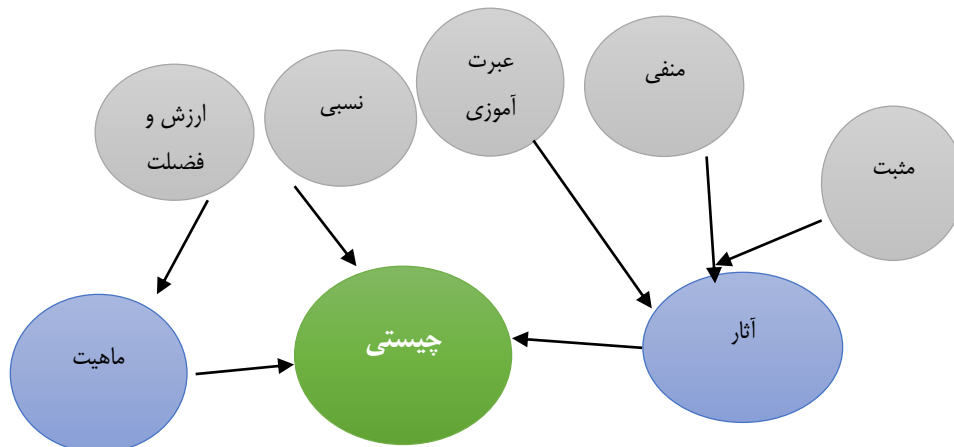 منفی
عبرت
آموزی
نسبی
ارزش و
فضلت
مثبت
آثار
چیستی
ماهیت